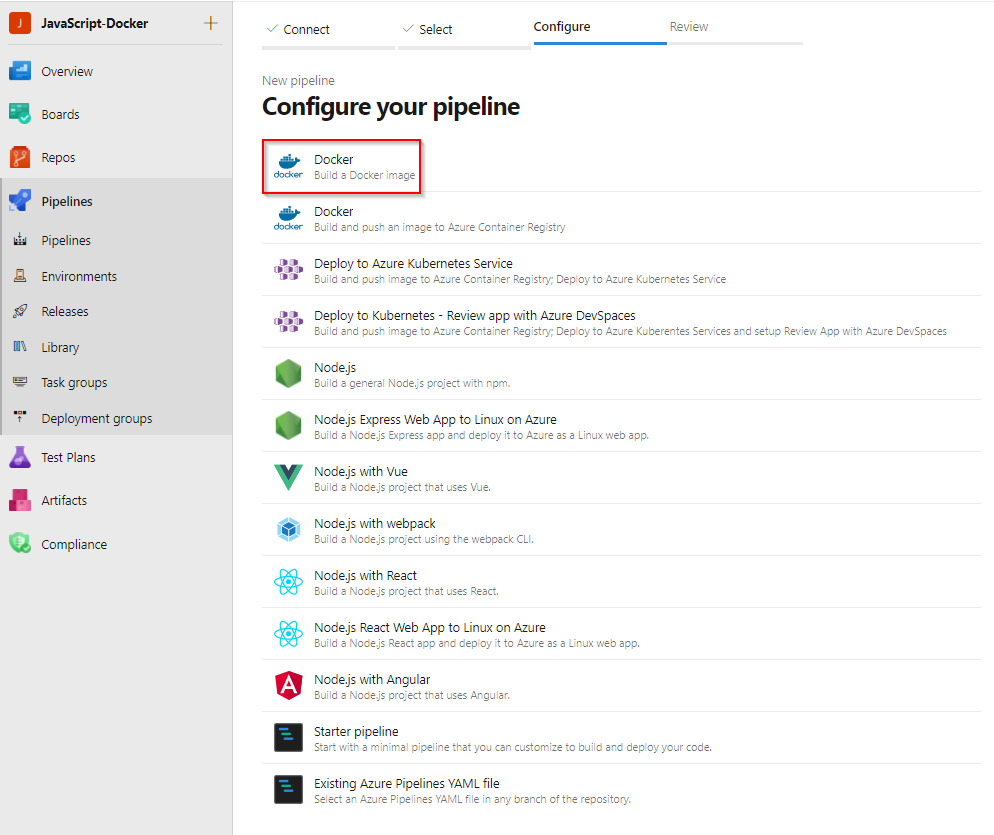 J JavaScript-Docker
Overview
Boards
Repos
Pipelines
Pipelines
Environments
Releases
Library
Task groups
Deployment groups
Test Plans
Artifacts
Compliance
Connect
Select
Configure
Review
New pipeline
Configure your pipeline
docker
Docker
Build a Docker image
docker
Docker
Build and push an image to Azure Container Registry
Deploy to Azure Kubernetes Service
Build and push image to Azure Container Registry; Deploy to Azure Kubernetes Service
Deploy to Kubernetes - Review app with Azure DevSpaces
Build and push image to Azure Container Registry; Deploy to Azure Kuberentes Services and setup Review App with Azure DevSpaces
Node.js
Build a general Node.js project with npm.
Node.js Express Web App to Linux on Azure
Build a Node.js Express app and deploy it to Azure as a Linux web app.
Node.js with Vue
Build a Node.js project that uses Vue.
Node.js with webpack
Build a Node.js project using the webpack CLI.
Node.js with React
Build a Node.js project that uses React.
Node.js React Web App to Linux on Azure
Build a Node.js React app and deploy it to Azure as a Linux web app.
Node.js with Angular
Build a Node.js project that uses Angular.
Starter pipeline
Start with a minimal pipeline that you can customize to build and deploy your code.
Existing Azure Pipelines YAML file
Select an Azure Pipelines YAML file in any branch of the repository.